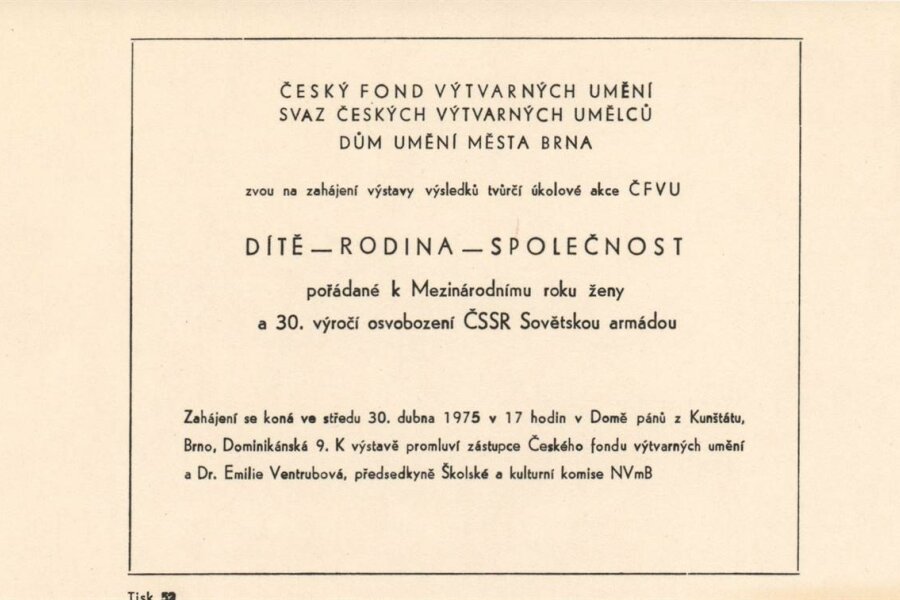 ČESKÝ FOND VÝTVARNÝCH UMĚNÍ
SVAZ ČESKÝCH VÝTVARNÝCH UMĚLCŮ
DŮM UMĚNÍ MĚSTA BRNA
zvou na zahájení výstavy výsledků tvůrčí úkolové akce ČFVU
DÍTĚ — RODINA — SPOLEČNOST
pořádané k Mezinárodnímu roku ženy
a 30. výročí osvobození ČSSR Sovětskou armádou
Zahájení se koná ve středu 30. dubna 1975 v 17 hodin v Domě pánů z Kunštátu,
Brno, Dominikánská 9. K výstavě promluví zástupce Českého fondu výtvarných umění
a Dr. Emilie Ventrubová, předsedkyně Školské a kulturní komise NVmB
Tisk